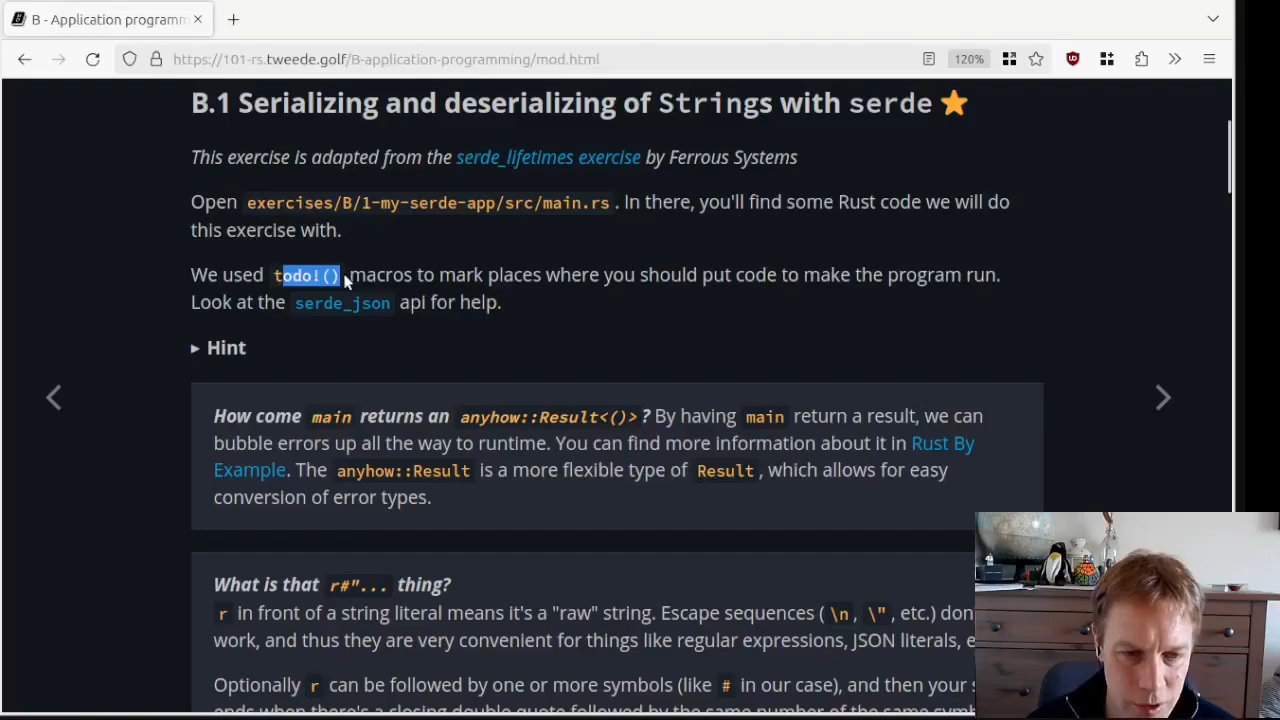 B - Application programm
https://101-rs.tweede.golf/B-application-programming/mod.html
120%
B.1 Serializing and deserializing of Strings with serde
This exercise is adapted from the serde_lifetimes exercise by Ferrous Systems
Open exercises/B/1-my-serde-app/src/main.rs. In there, you'll find some Rust code we will do
this exercise with.
We used todo!() macros to mark places where you should put code to make the program run.
Look at the serde_json api for help.
Hint
How come main returns an anyhow::Result<()>? By having main return a result, we can
bubble errors up all the way to runtime. You can find more information about it in Rust By
Example. The anyhow::Result is a more flexible type of Result, which allows for easy
conversion of error types.
What is that r#"... thing?
r in front of a string literal means it's a "raw" string. Escape sequences (\n, \", etc.) don
work, and thus they are very convenient for things like regular expressions, JSON literals, e
Optionally r can be followed by one or more symbols (like # in our case), and then your s
ends when there's a closing double quote followed by the same number of the same symb